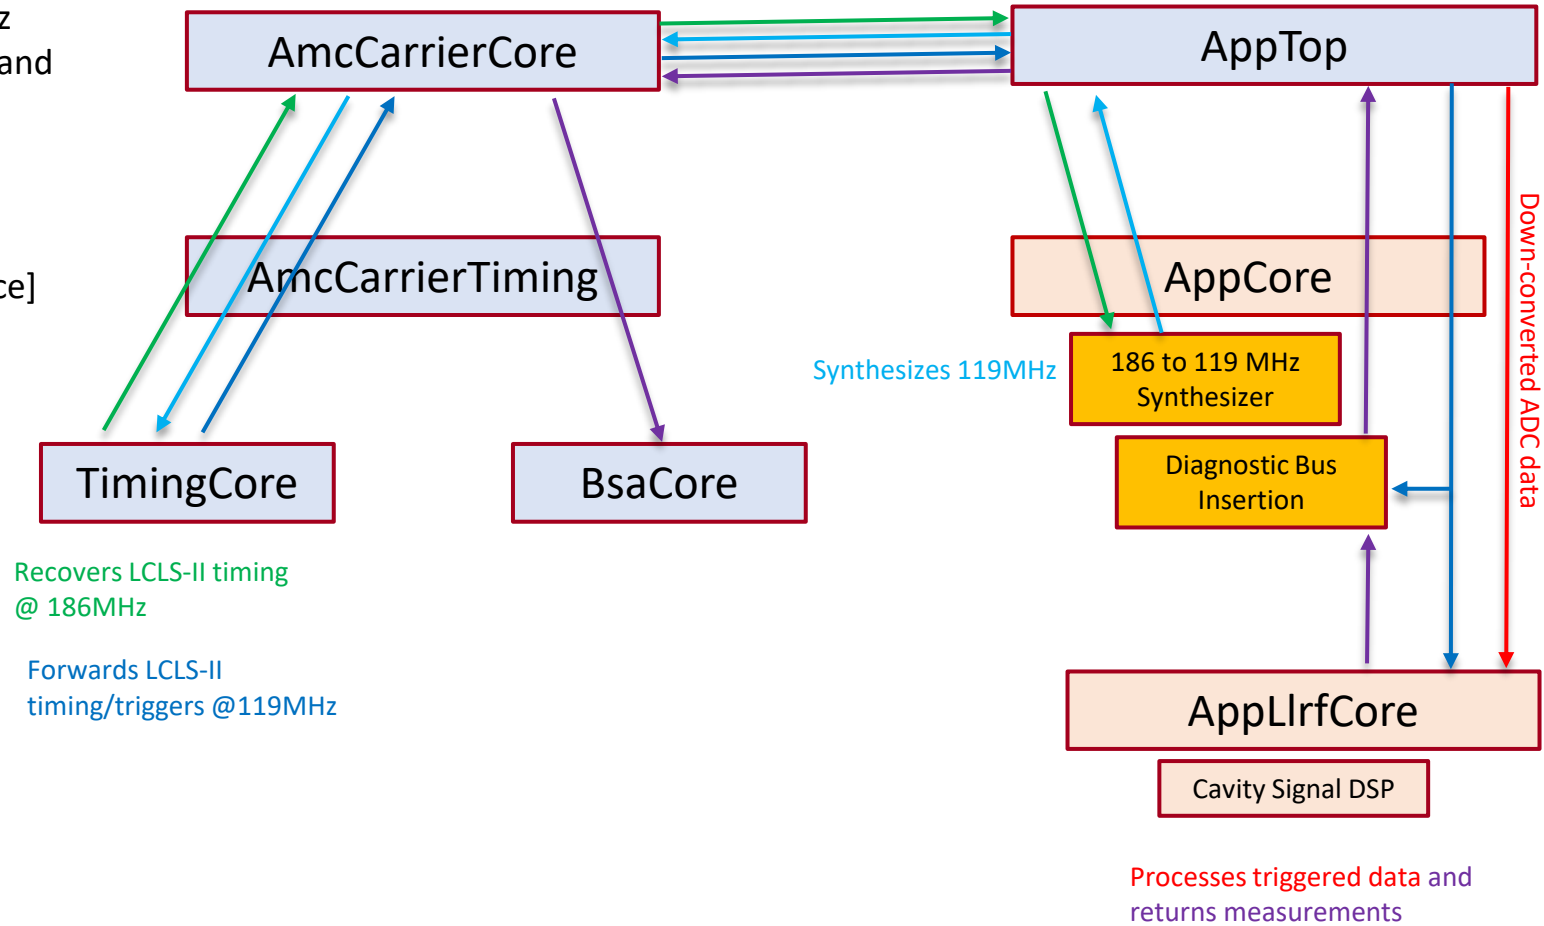 z
and
ce]
AmcCarrierCore
AppTop
AmcCarrierTiming
AppCore
Down-converted ADC data
Synthesizes 119MHz
186 to 119 MHz
Synthesizer
Diagnostic Bus
Insertion
TimingCore
BsaCore
Recovers LCLS-II timing
@ 186MHz
Forwards LCLS-II
timing/triggers @119MHz
AppLlrfCore
Cavity Signal DSP
Processes triggered data and
returns measurements